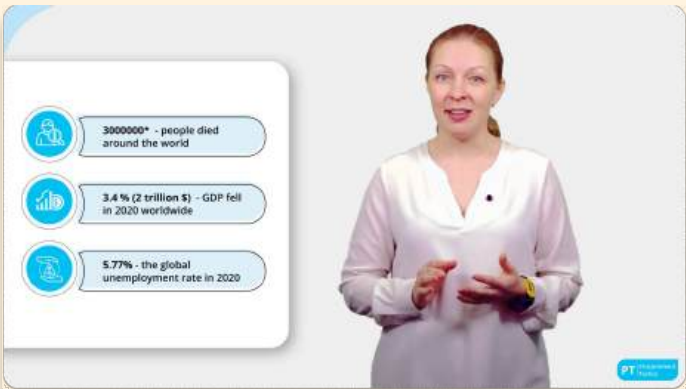 3000000* - people died
around the world
3.4 % (2 trillion $) - GDP fell
in 2020 worldwide
5.77% - the global
unemployment rate in 2020
PT